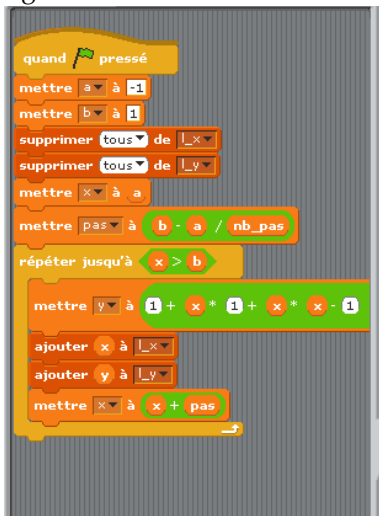 quand pressé
mettre a à -1
mettre b à 1
supprimer tous de l_x
supprimer tous de l_y
mettre x à a
mettre pas à b - a / nb_pas
répéter jusqu'à x > b
mettre y à 1 + x * 1 + x * x - 1
ajouter x à l_x
ajouter y à l_y
mettre x à x + pas